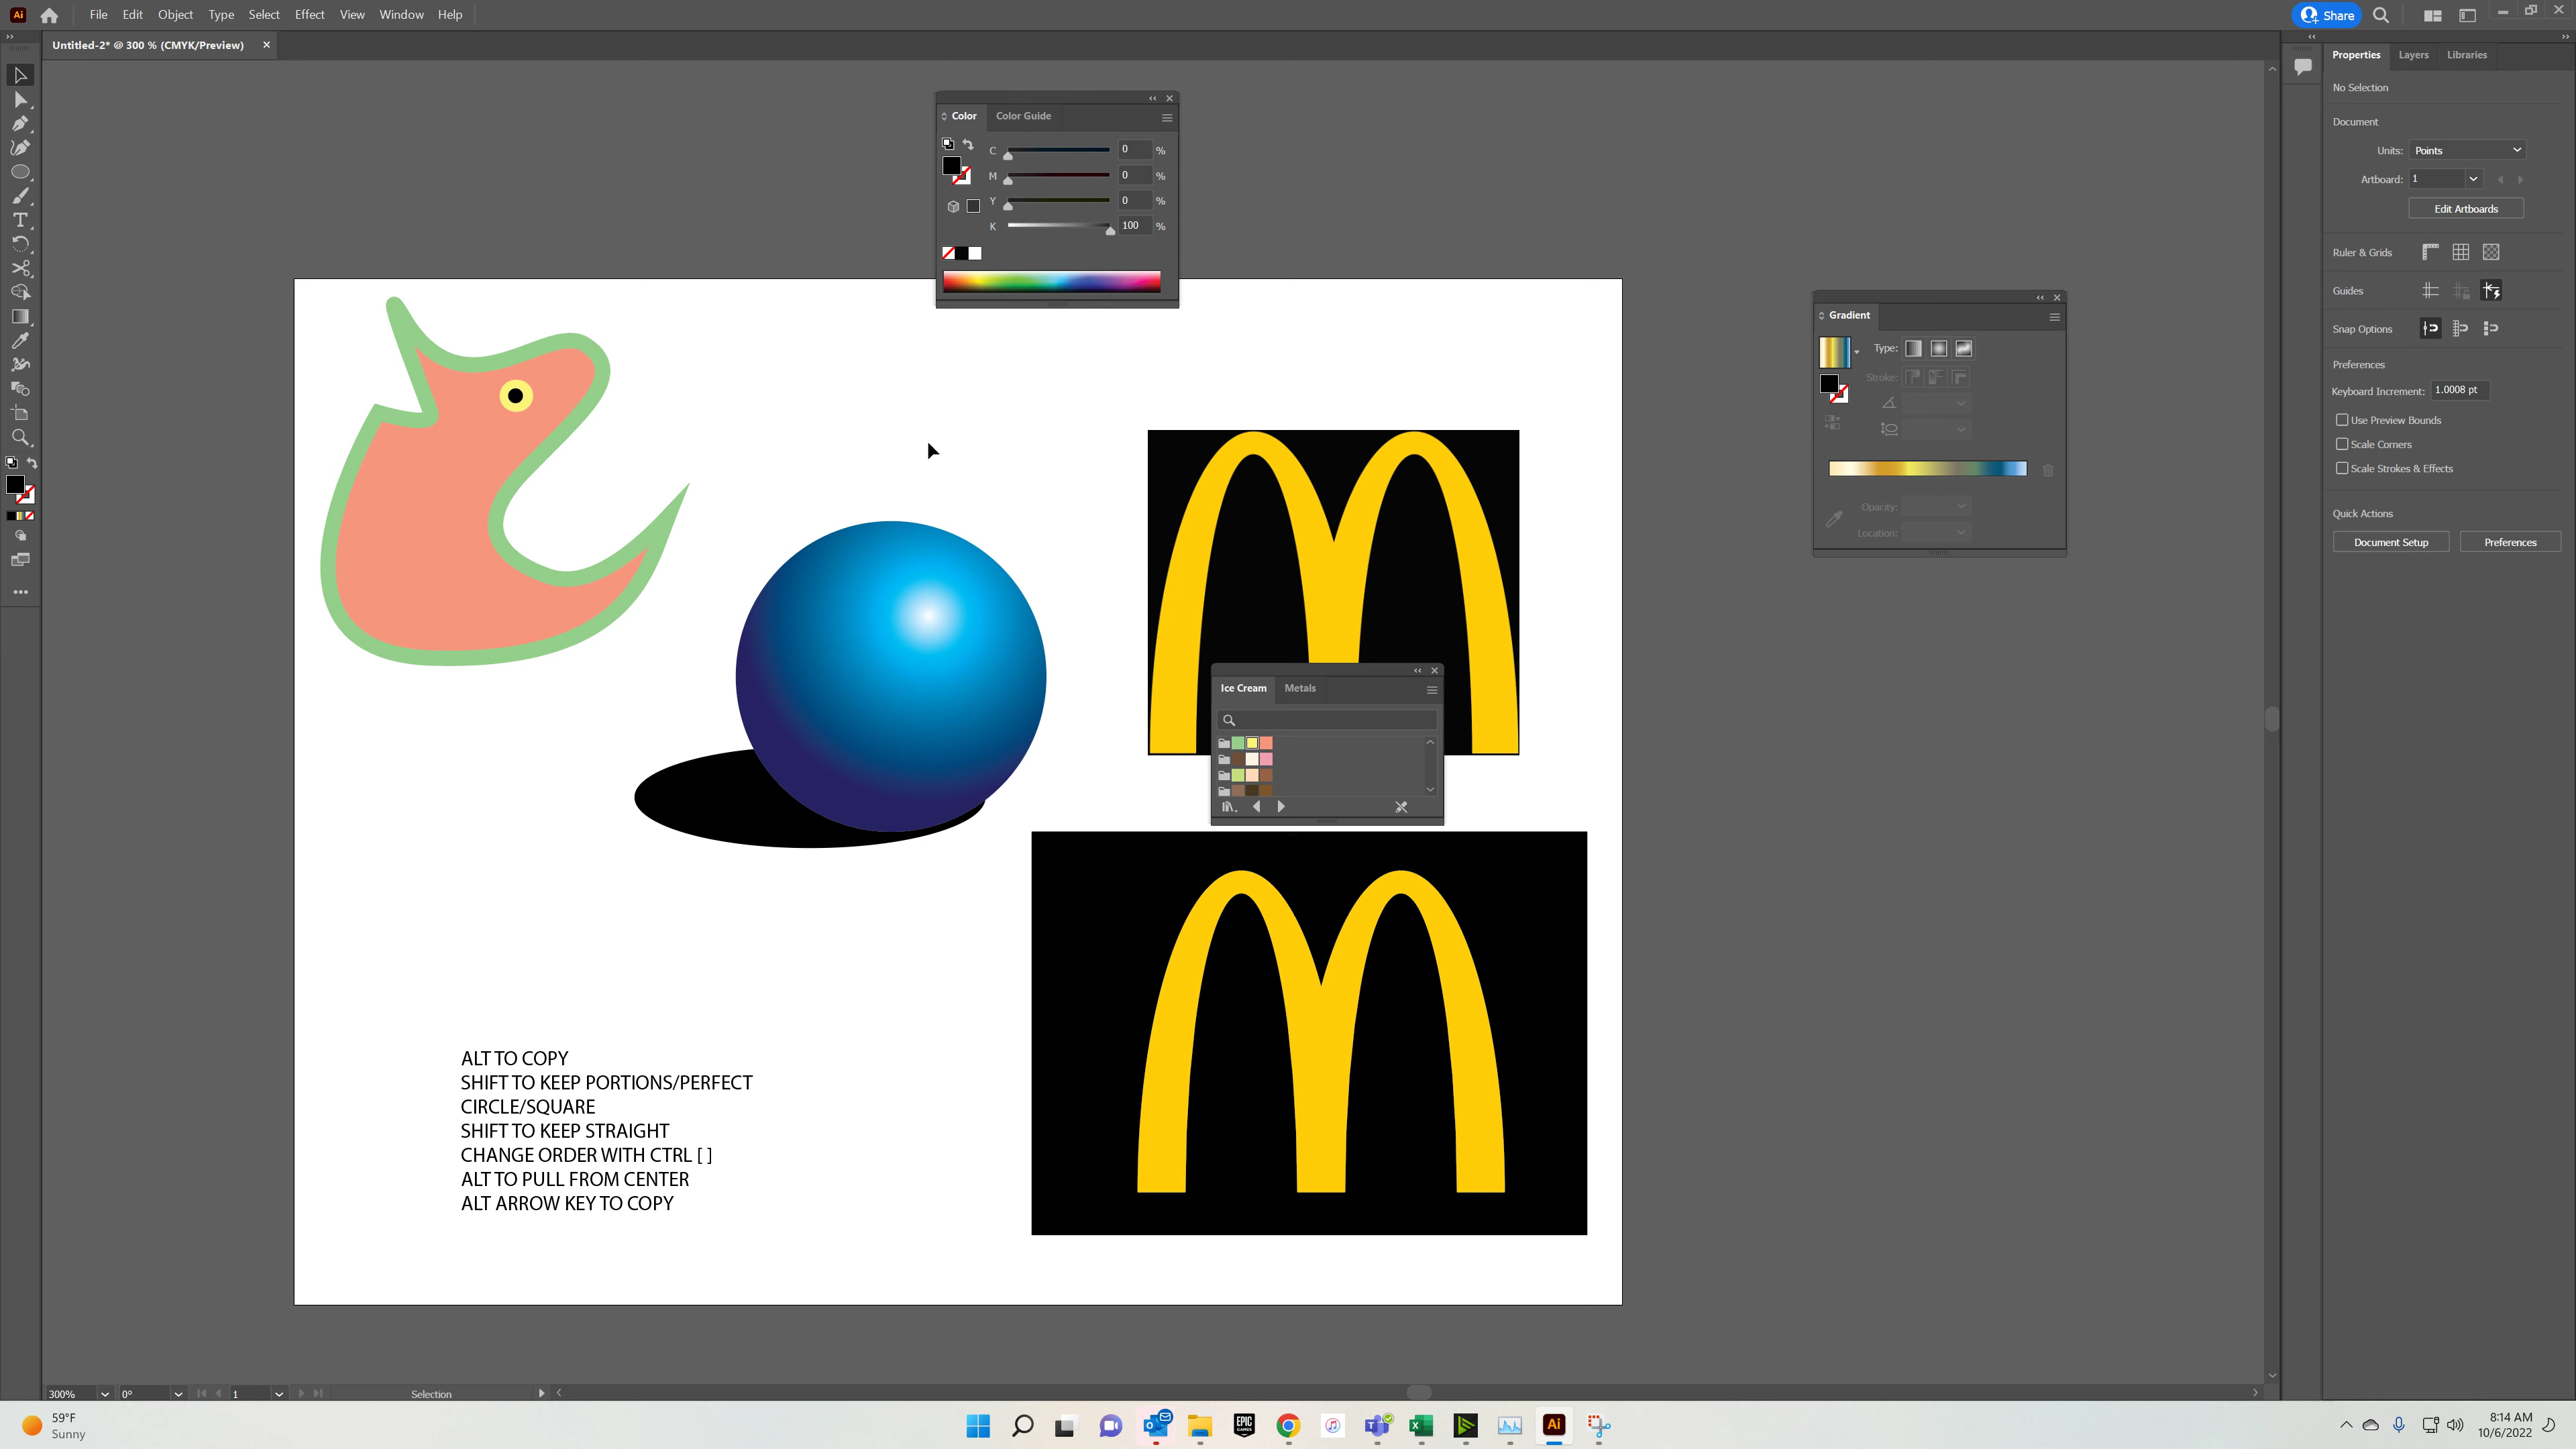 Ai File Edit Object Type Select Effect View Window Help Share
Untitled-2* @ 300 % (CMYK/Preview)
Color Color Guide
C 0 %
M 0 %
Y 0 %
K 100 %
Gradient
Type:
Stroke:
Opacity:
Location:
Ice Cream Metals
ALT TO COPY
SHIFT TO KEEP PORTIONS/PERFECT
CIRCLE/SQUARE
SHIFT TO KEEP STRAIGHT
CHANGE ORDER WITH CTRL [ ]
ALT TO PULL FROM CENTER
ALT ARROW KEY TO COPY
Properties Layers Libraries
No Selection
Document
Units: Points
Artboard: 1
Edit Artboards
Ruler & Grids
Guides
Snap Options
Preferences
Keyboard Increment: 1.0008 pt
Use Preview Bounds
Scale Corners
Scale Strokes & Effects
Quick Actions
Document Setup Preferences
300% 0° 1 Selection
59°F
Sunny
EPIC
GAMES
Ai
8:14 AM
10/6/2022